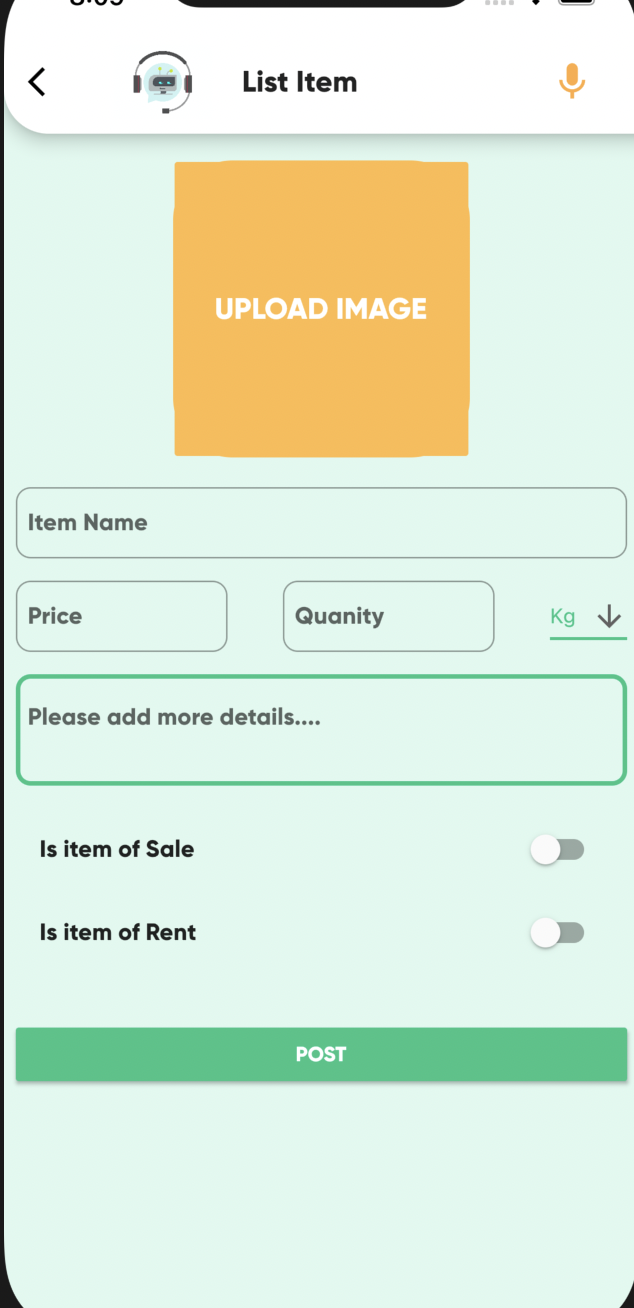 List Item
UPLOAD IMAGE
Item Name
Price
Quanity
Kg
Please add more details....
Is item of Sale
Is item of Rent
POST